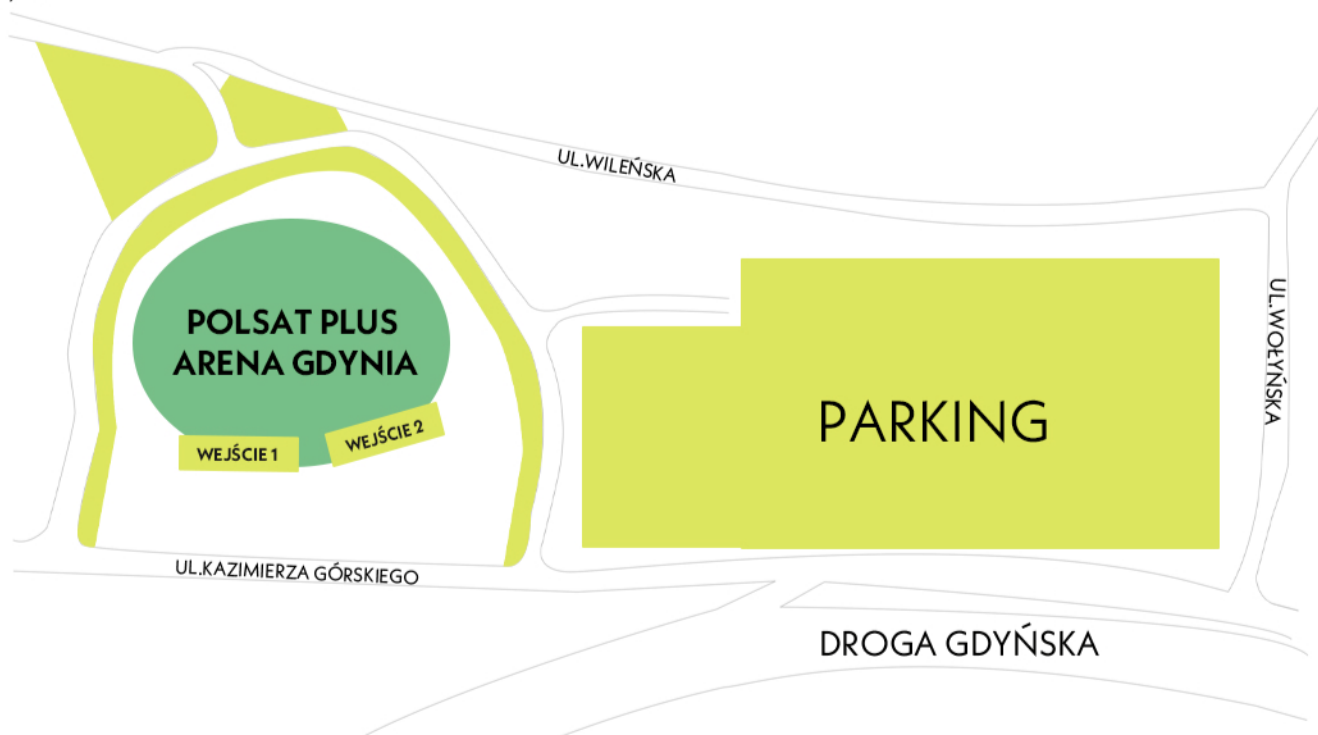 UL.WILEŃSKA
POLSAT PLUS
ARENA GDYNIA
WEJŚCIE 1
WEJŚCIE 2
PARKING
UL.WOŁYŃSKA
UL.KAZIMIERZA GÓRSKIEGO
DROGA GDYŃSKA